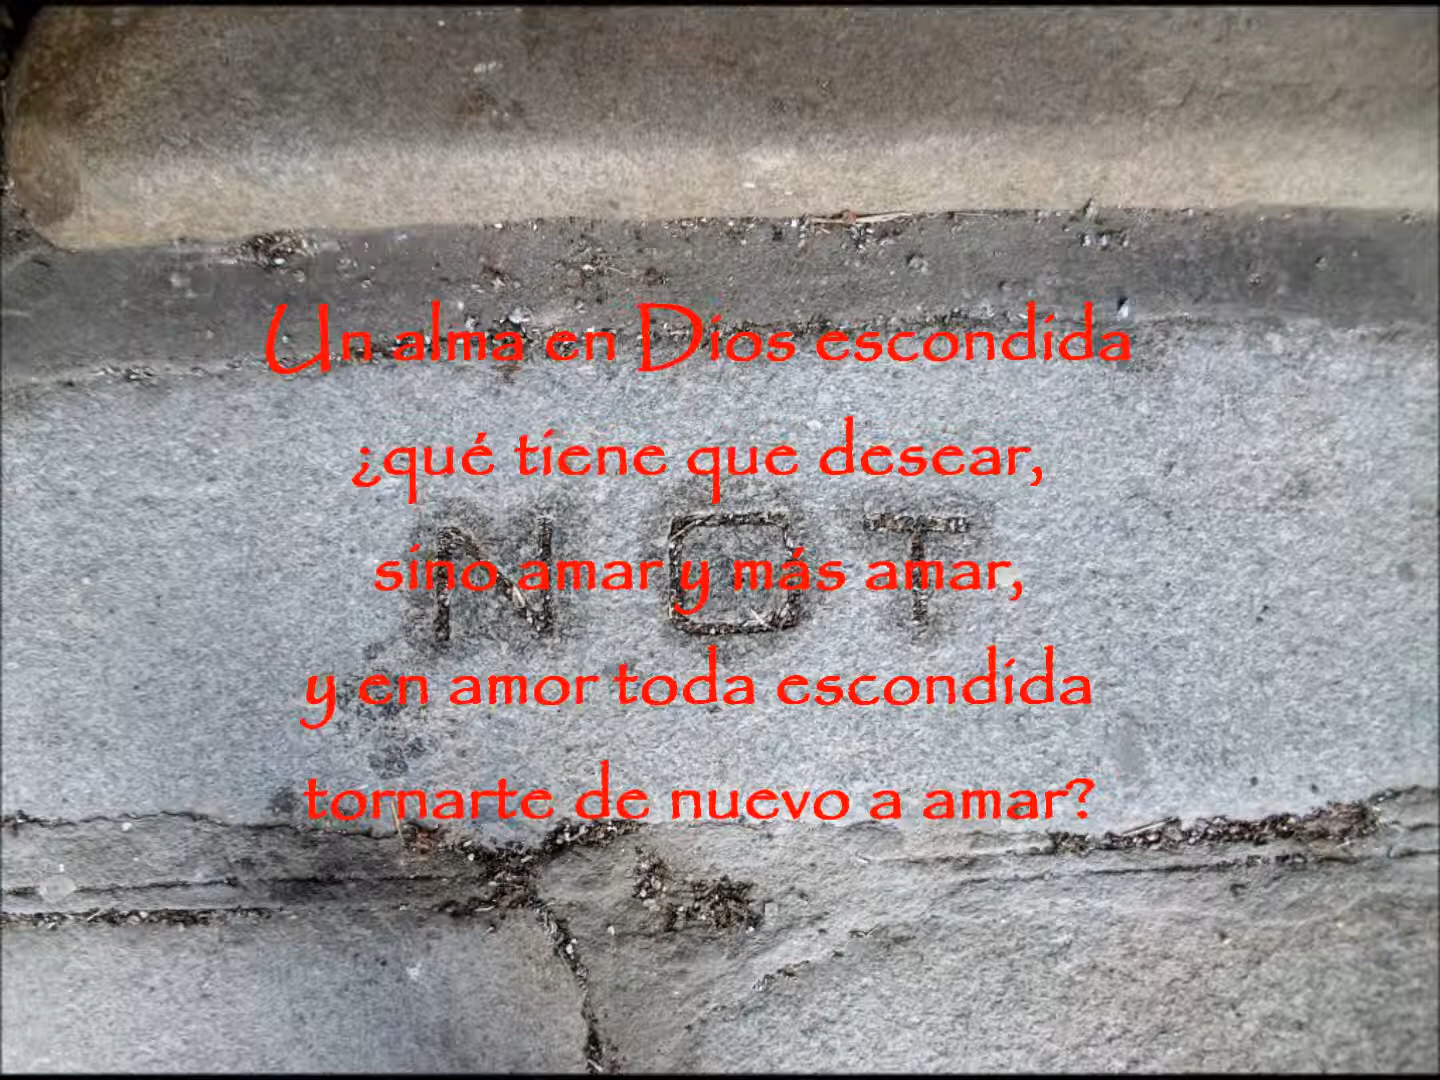 Un alma en Dios escondida
¿qué tiene que desear,
NOT
sino amar y más amar,
y en amor toda escondida
tornarte de nuevo a amar?